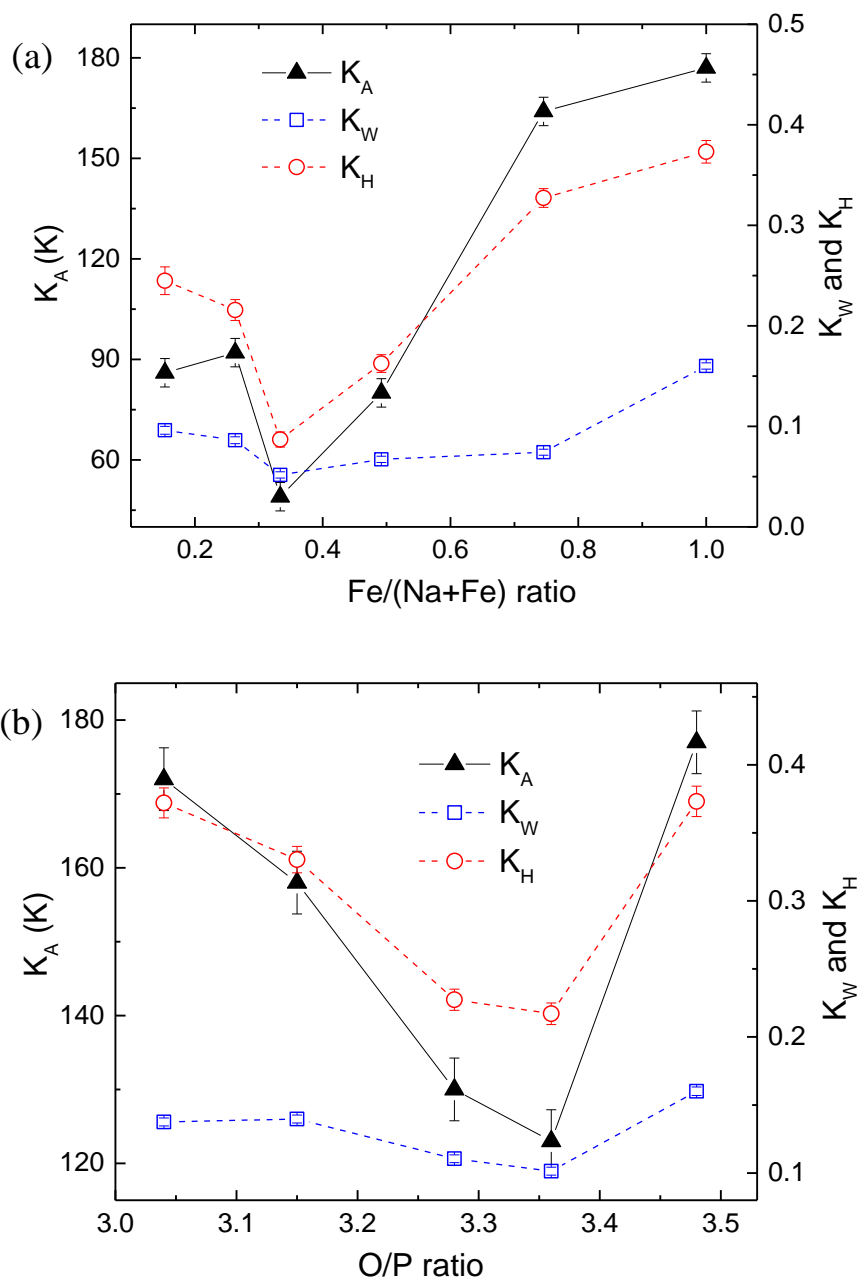 (a)
K_A
K_W
K_H
180
150
120
90
60
K_A (K)
0.5
0.4
0.3
0.2
0.1
0.0
K_W and K_H
0.2 0.4 0.6 0.8 1.0
Fe/(Na+Fe) ratio
(b)
K_A
K_W
K_H
180
160
140
120
K_A (K)
0.4
0.3
0.2
0.1
K_W and K_H
3.0 3.1 3.2 3.3 3.4 3.5
O/P ratio